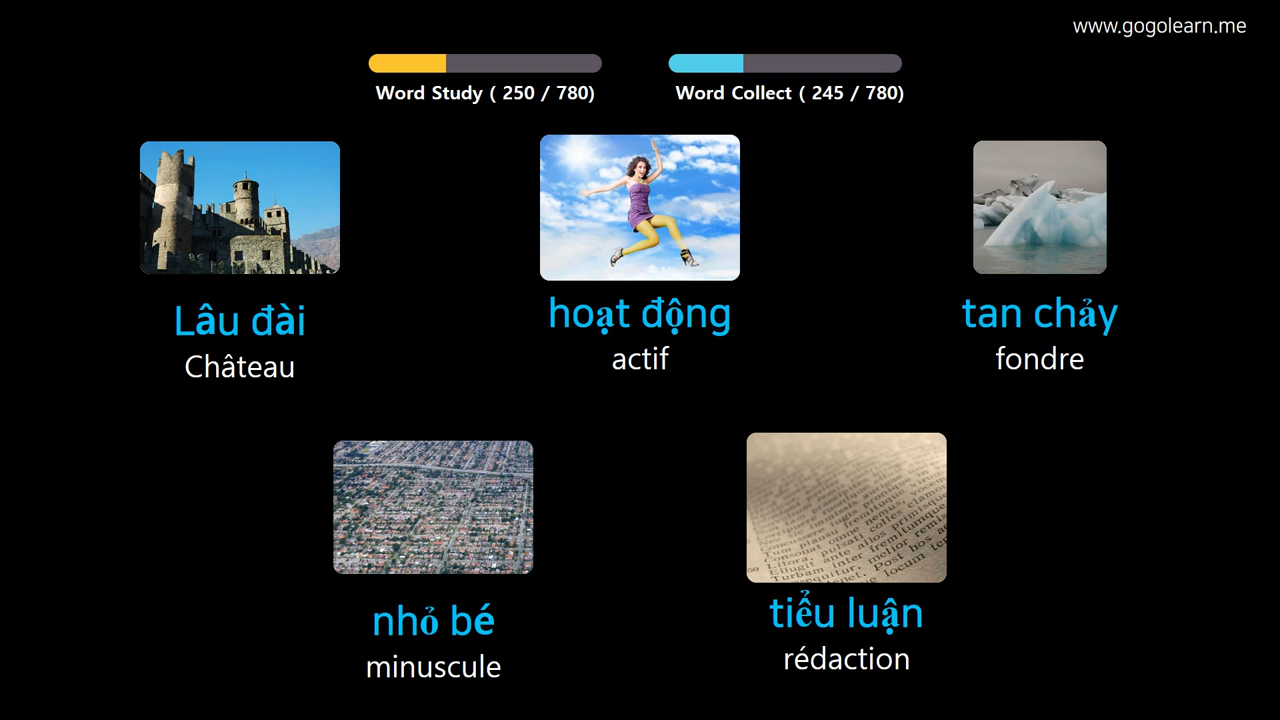 www.gogolearn.me
Word Study ( 250 / 780)
Word Collect ( 245 / 780)
Lâu đài
Château
hoạt động
actif
tan chảy
fondre
nhỏ bé
minuscule
tiểu luận
rédaction